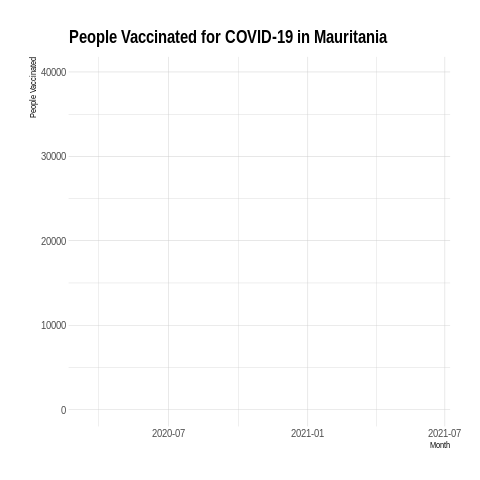 People Vaccinated for COVID-19 in Mauritania
People Vaccinated
40000
30000
20000
10000
0
2020-07 2021-01 2021-07
Month